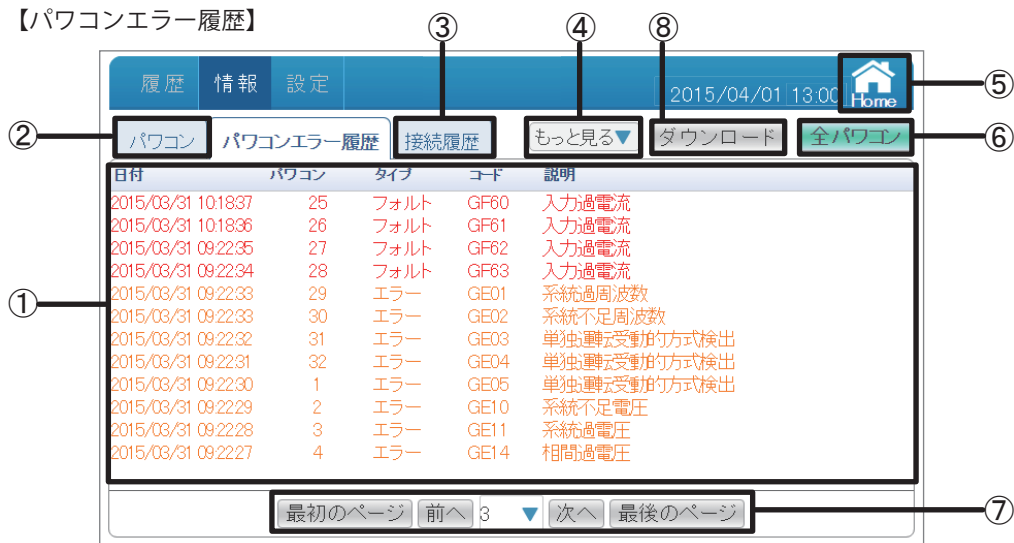 【パワコンエラー履歴】
③ ④ ⑧
履歴 情報 設定 2015/04/01 13:00 Home ⑤
② パワコン パワコンエラー履歴 接続履歴 もっと見る▼ ダウンロード 全パワコン ⑥
日付 パワコン タイプ コード 説明
2015/03/31 10:18:37 25 フォルト GF60 入力過電流
2015/03/31 10:18:36 26 フォルト GF61 入力過電流
2015/03/31 09:22:35 27 フォルト GF62 入力過電流
2015/03/31 09:22:34 28 フォルト GF63 入力過電流
2015/03/31 09:22:33 29 エラー GE01 系統過周波数
2015/03/31 09:22:33 30 エラー GE02 系統不足周波数
2015/03/31 09:22:32 31 エラー GE03 単独運転受動的方式検出
2015/03/31 09:22:31 32 エラー GE04 単独運転受動的方式検出
2015/03/31 09:22:30 1 エラー GE05 単独運転受動的方式検出
2015/03/31 09:22:29 2 エラー GE10 系統不足電圧
2015/03/31 09:22:28 3 エラー GE11 系統過電圧
2015/03/31 09:22:27 4 エラー GE14 相間過電圧
①
最初のページ 前へ 3 ▼ 次へ 最後のページ ⑦